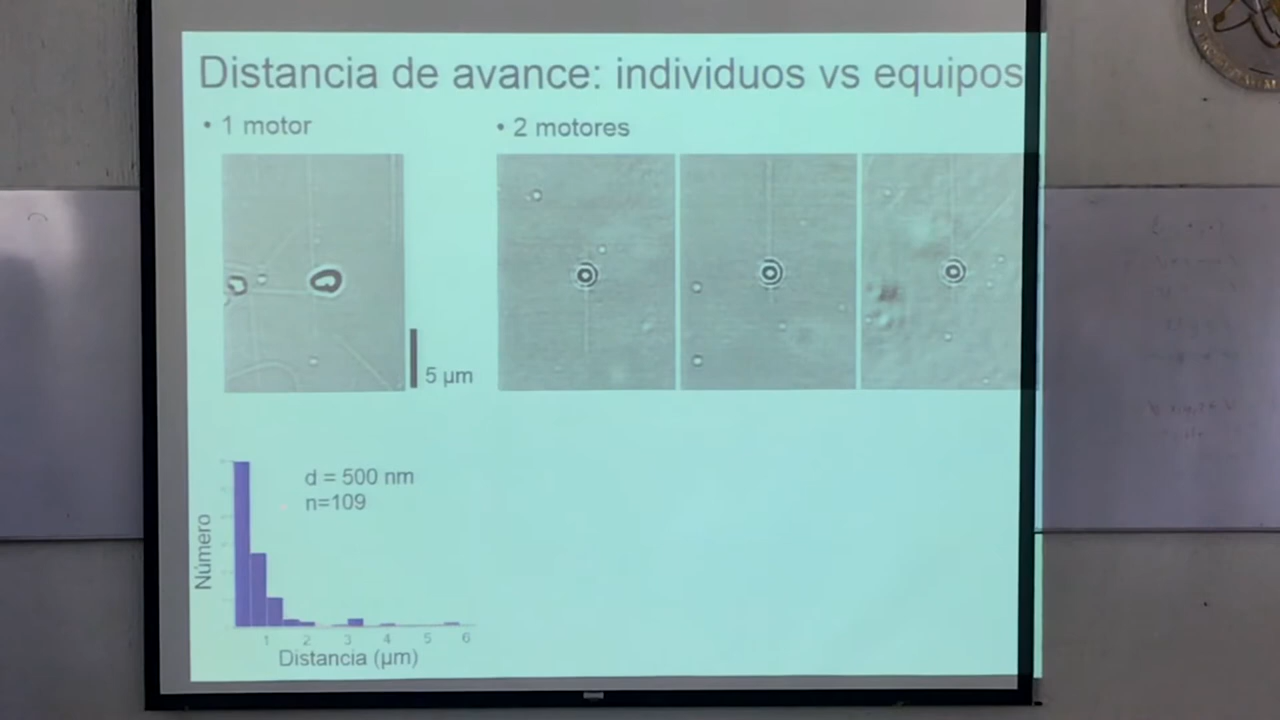 Distancia de avance: individuos vs equipos
• 1 motor
• 2 motores
5 µm
d = 500 nm
n=109
Número
1 2 3 4 5 6
Distancia (µm)